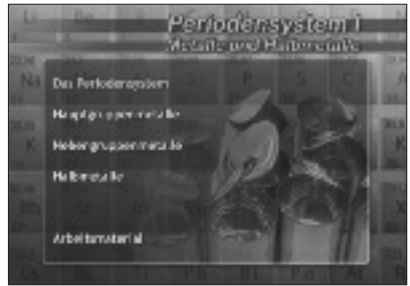 Periodensystem I
Metalle und Halbmetalle
Das Periodensystem
Hauptgruppenmetalle
Nebengruppenmetalle
Halbmetalle
Arbeitsmaterial